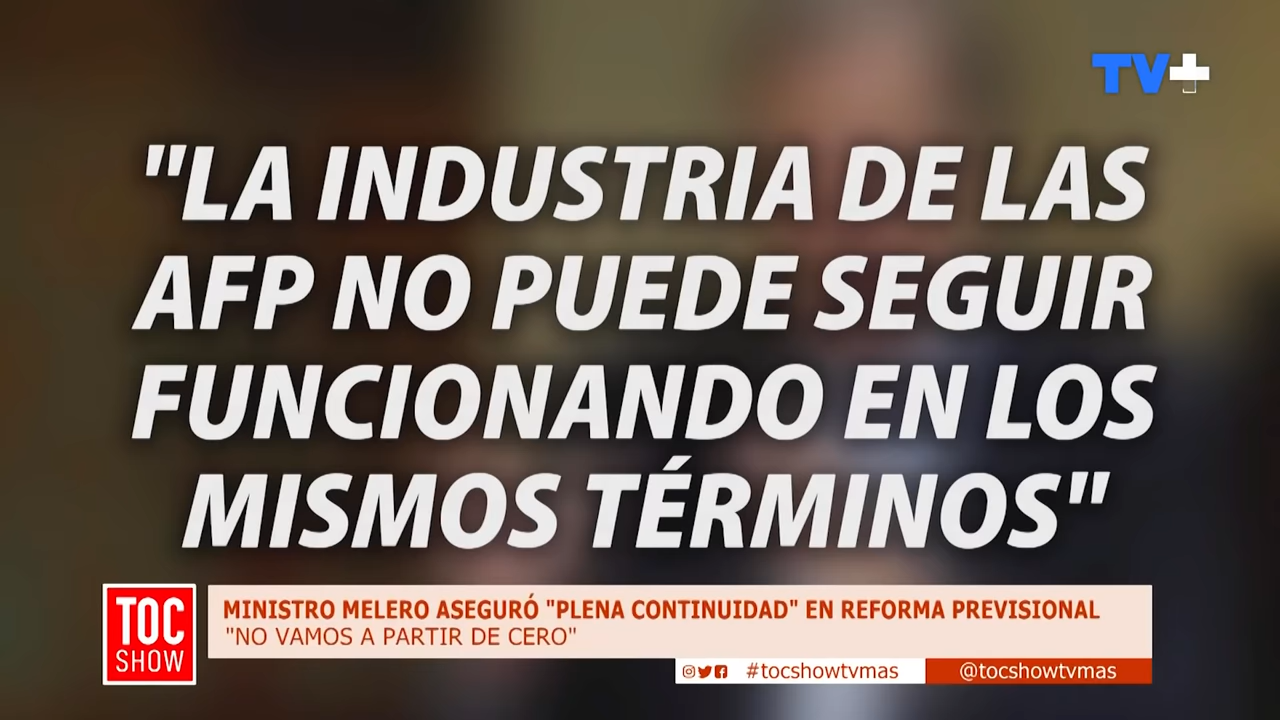 TV+
"LA INDUSTRIA DE LAS
AFP NO PUEDE SEGUIR
FUNCIONANDO EN LOS
MISMOS TÉRMINOS"
TOC
SHOW
MINISTRO MELERO ASEGURÓ "PLENA CONTINUIDAD" EN REFORMA PREVISIONAL
"NO VAMOS A PARTIR DE CERO"
#tocshowtvmas
@tocshowtvmas